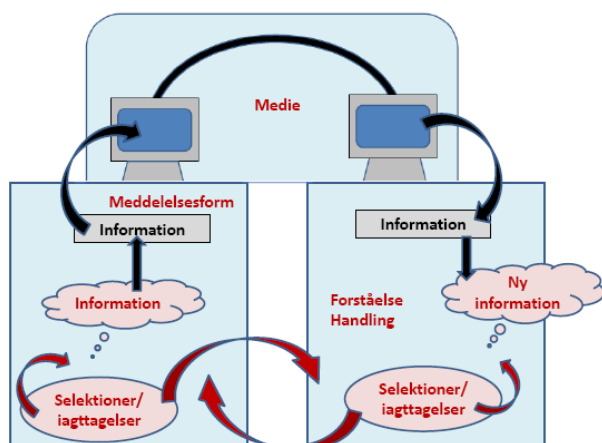 Medie
Meddelelsesform
Information
Information
Selektioner/
iagttagelser
Information
Ny
information
Forståelse
Handling
Selektioner/
iagttagelser